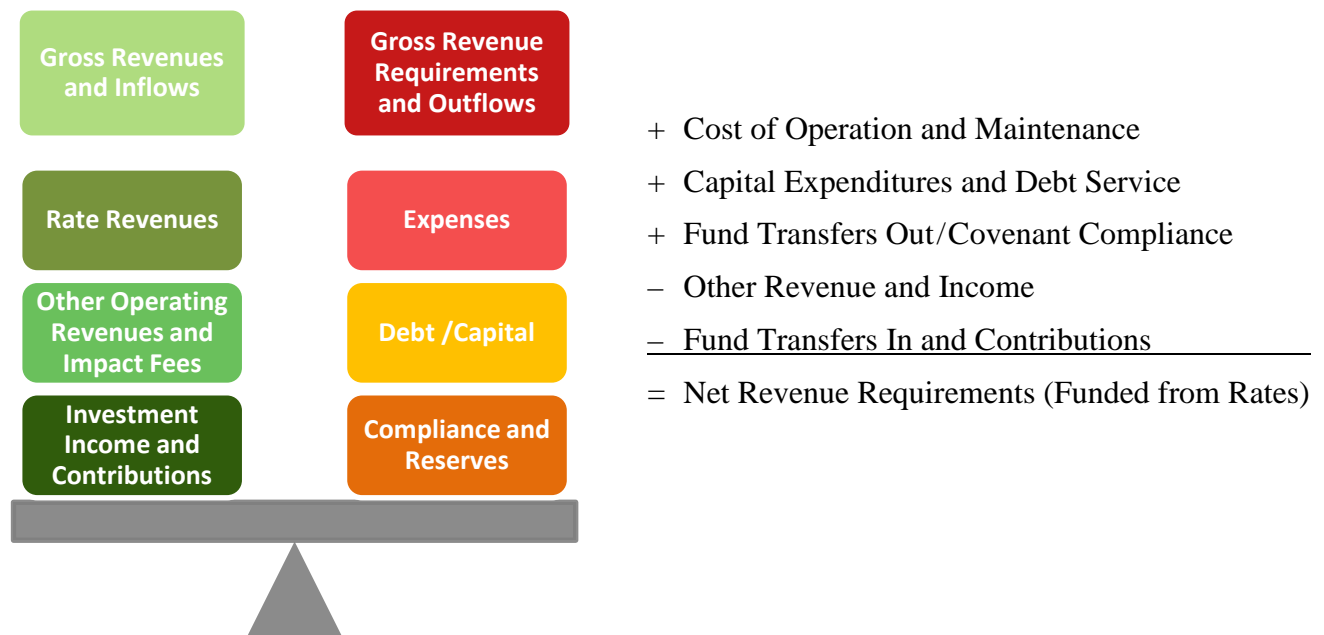 Gross Revenues
and Inflows
Gross Revenue
Requirements
and Outflows
Rate Revenues
Expenses
Other Operating
Revenues and
Impact Fees
Debt /Capital
Investment
Income and
Contributions
Compliance and
Reserves
+ Cost of Operation and Maintenance
+ Capital Expenditures and Debt Service
+ Fund Transfers Out/Covenant Compliance
– Other Revenue and Income
– Fund Transfers In and Contributions
= Net Revenue Requirements (Funded from Rates)